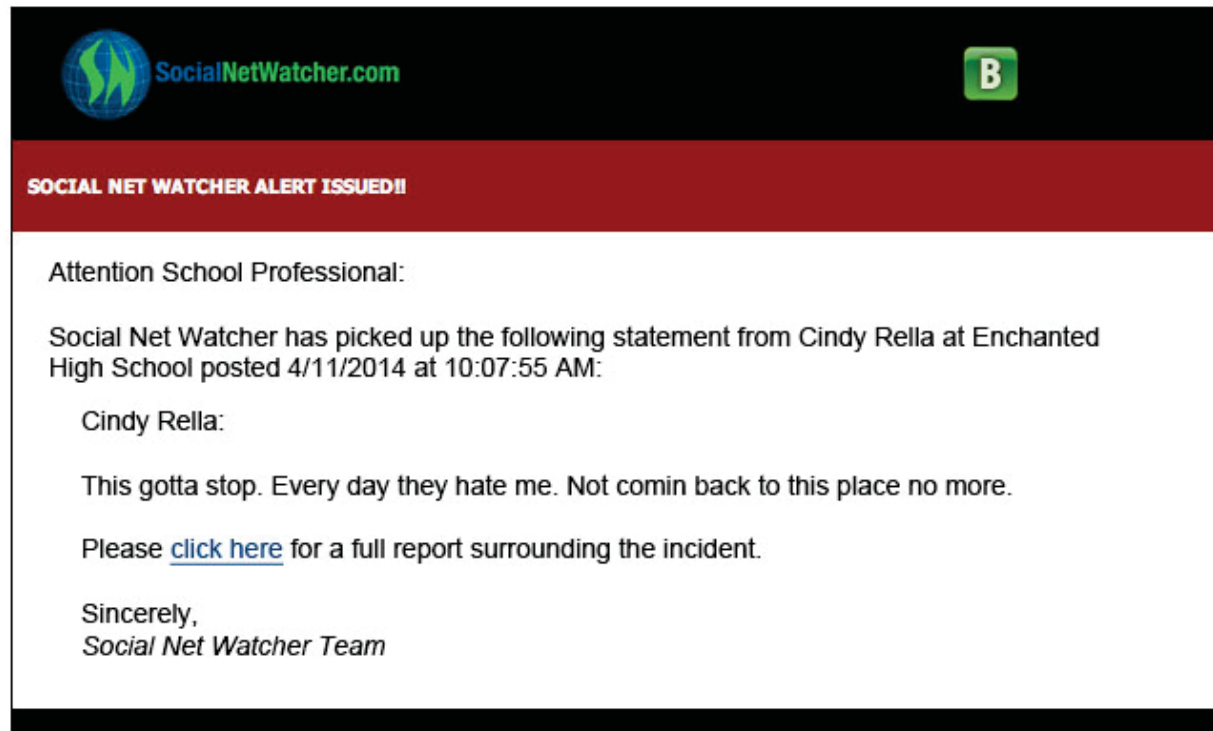 SN SocialNetWatcher.com
B
SOCIAL NET WATCHER ALERT ISSUED!!
Attention School Professional:
Social Net Watcher has picked up the following statement from Cindy Rella at Enchanted
High School posted 4/11/2014 at 10:07:55 AM:
Cindy Rella:
This gotta stop. Every day they hate me. Not comin back to this place no more.
Please click here for a full report surrounding the incident.
Sincerely,
Social Net Watcher Team